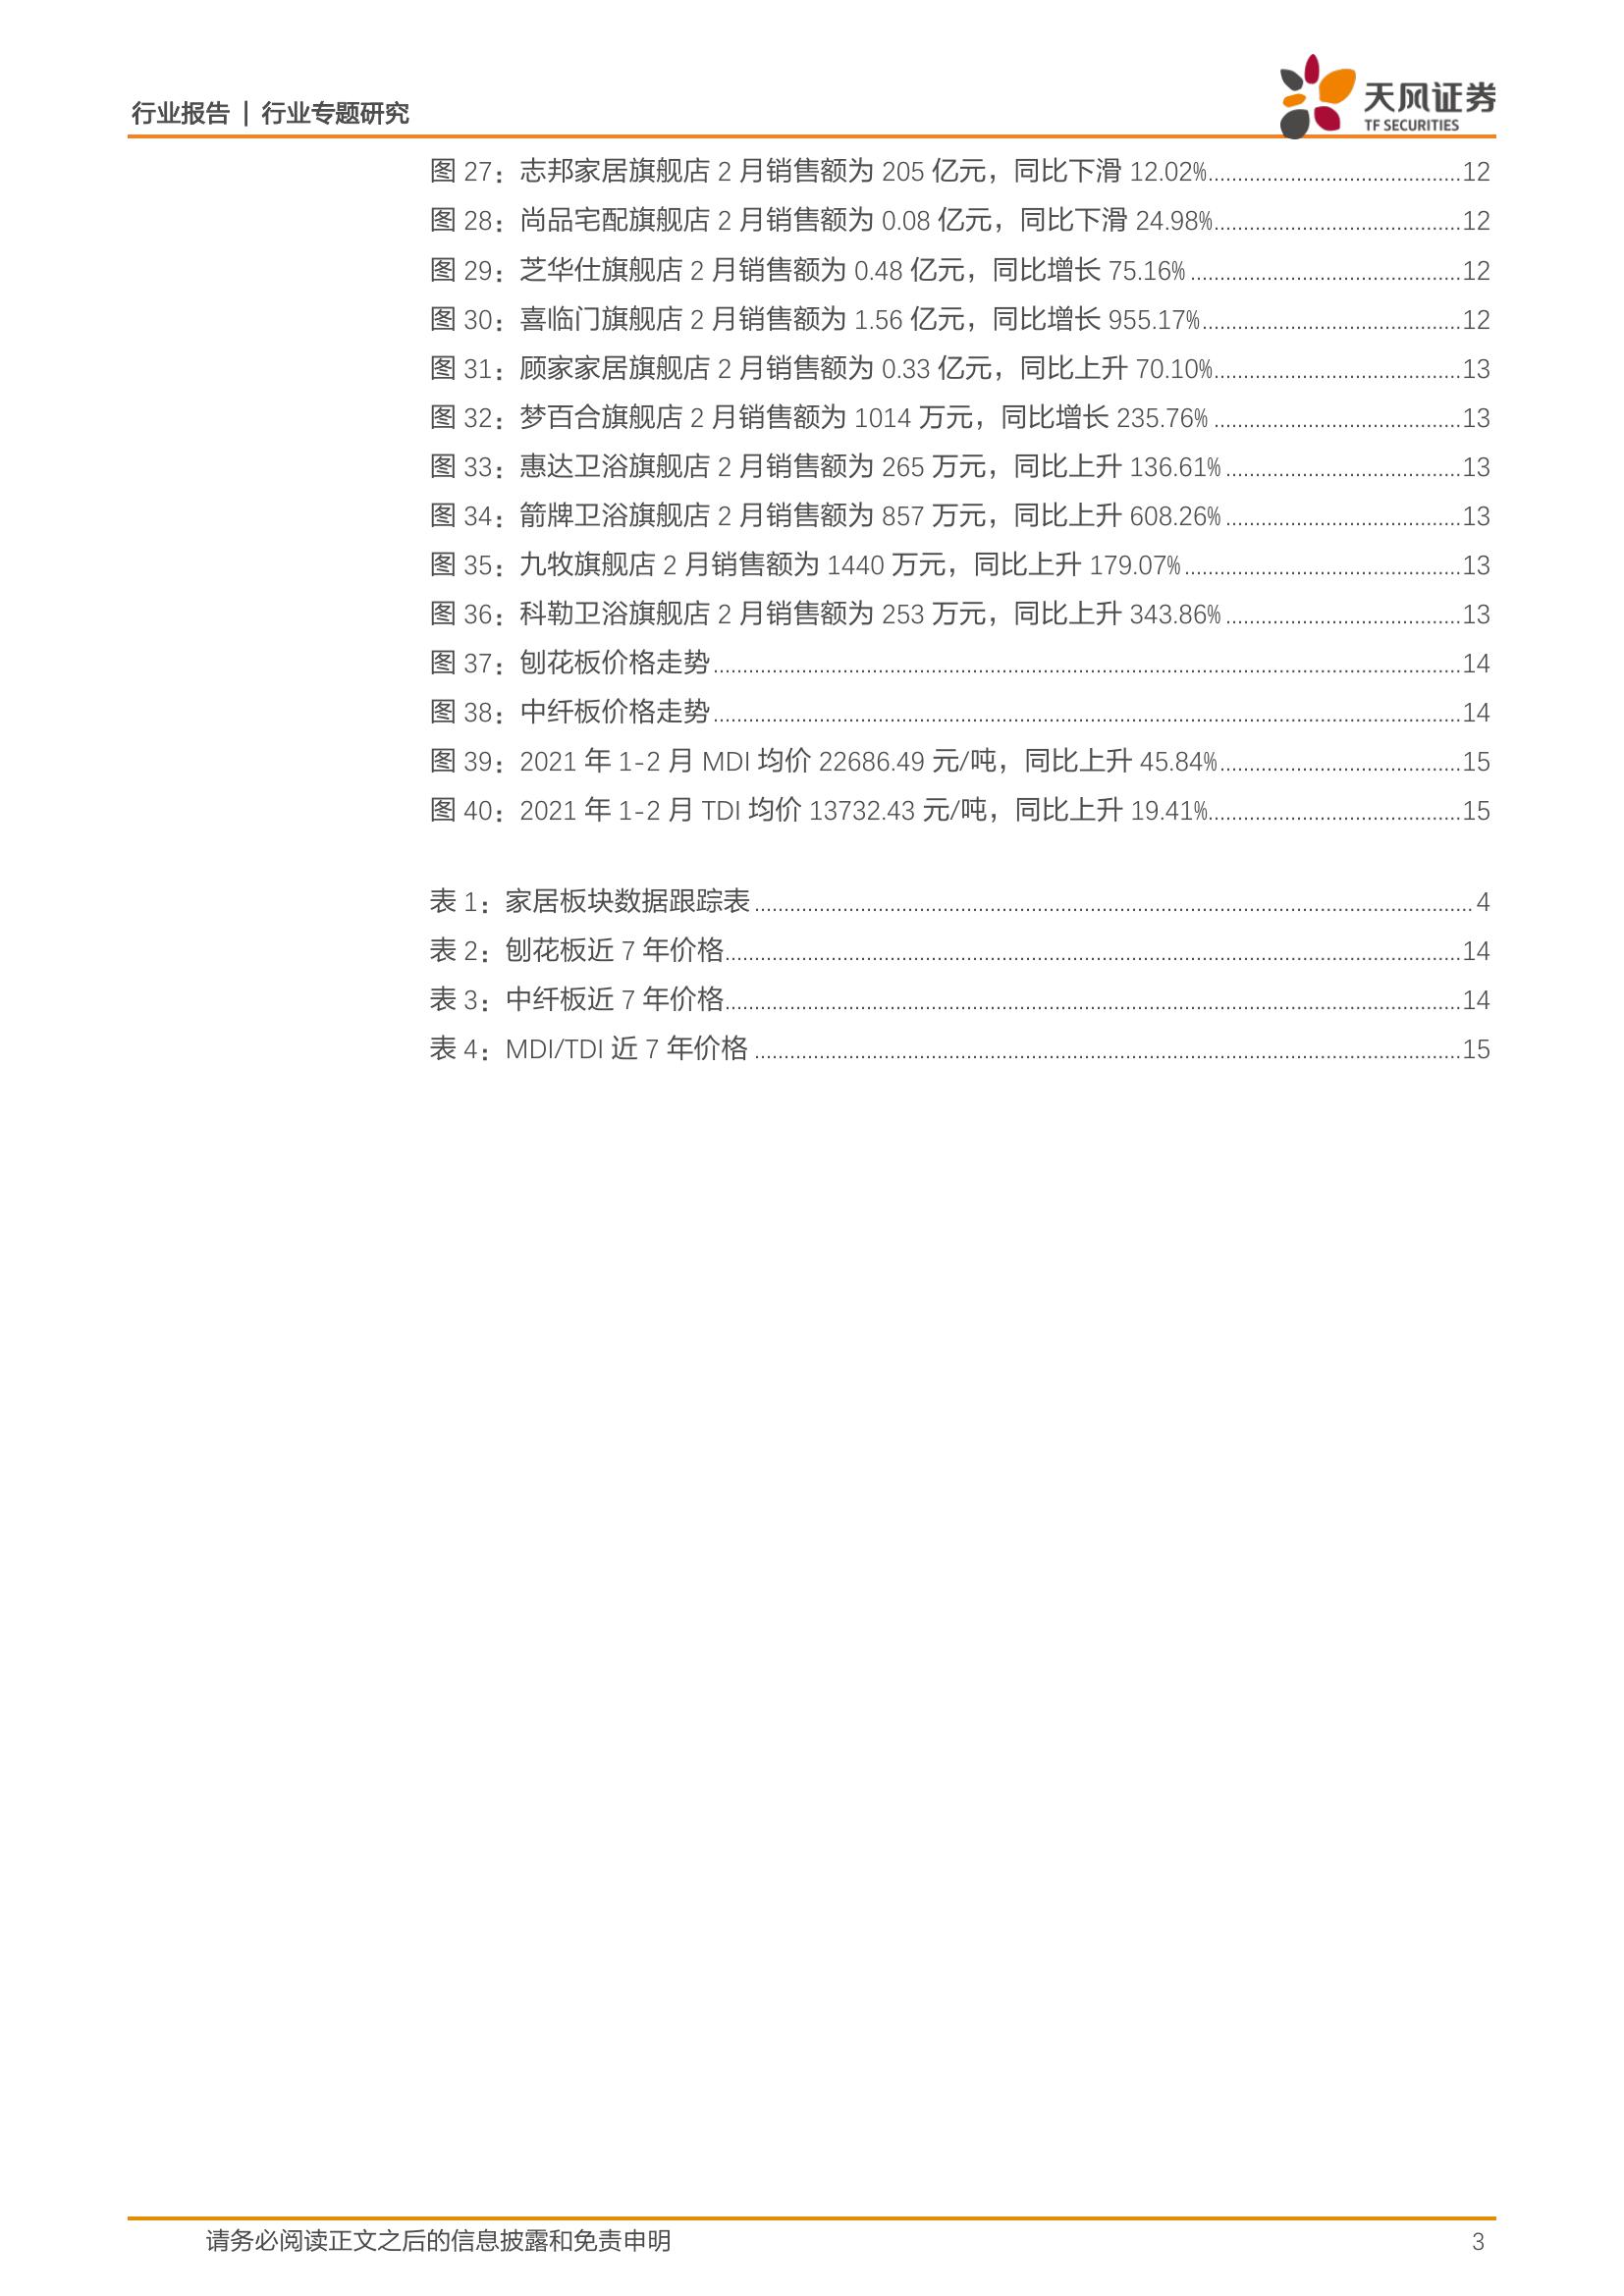 行业报告 | 行业专题研究
天风证券
TF SECURITIES
图 27：志邦家居旗舰店 2 月销售额为 205 亿元，同比下滑 12.02%..........12
图 28：尚品宅配旗舰店 2 月销售额为 0.08 亿元，同比下滑 24.98%..........12
图 29：芝华仕旗舰店 2 月销售额为 0.48 亿元，同比增长 75.16%..........12
图 30：喜临门旗舰店 2 月销售额为 1.56 亿元，同比增长 955.17%..........12
图 31：顾家家居旗舰店 2 月销售额为 0.33 亿元，同比上升 70.10%..........13
图 32：梦百合旗舰店 2 月销售额为 1014 万元，同比增长 235.76%..........13
图 33：惠达卫浴旗舰店 2 月销售额为 265 万元，同比上升 136.61%..........13
图 34：箭牌卫浴旗舰店 2 月销售额为 857 万元，同比上升 608.26%..........13
图 35：九牧旗舰店 2 月销售额为 1440 万元，同比上升 179.07%..........13
图 36：科勒卫浴旗舰店 2 月销售额为 253 万元，同比上升 343.86%..........13
图 37：刨花板价格走势..........14
图 38：中纤板价格走势..........14
图 39：2021 年 1-2 月 MDI 均价 22686.49 元/吨，同比上升 45.84%..........15
图 40：2021 年 1-2 月 TDI 均价 13732.43 元/吨，同比上升 19.41%..........15
表 1：家居板块数据跟踪表..........4
表 2：刨花板近 7 年价格..........14
表 3：中纤板近 7 年价格..........14
表 4：MDI/TDI 近 7 年价格..........15
请务必阅读正文之后的信息披露和免责申明 3